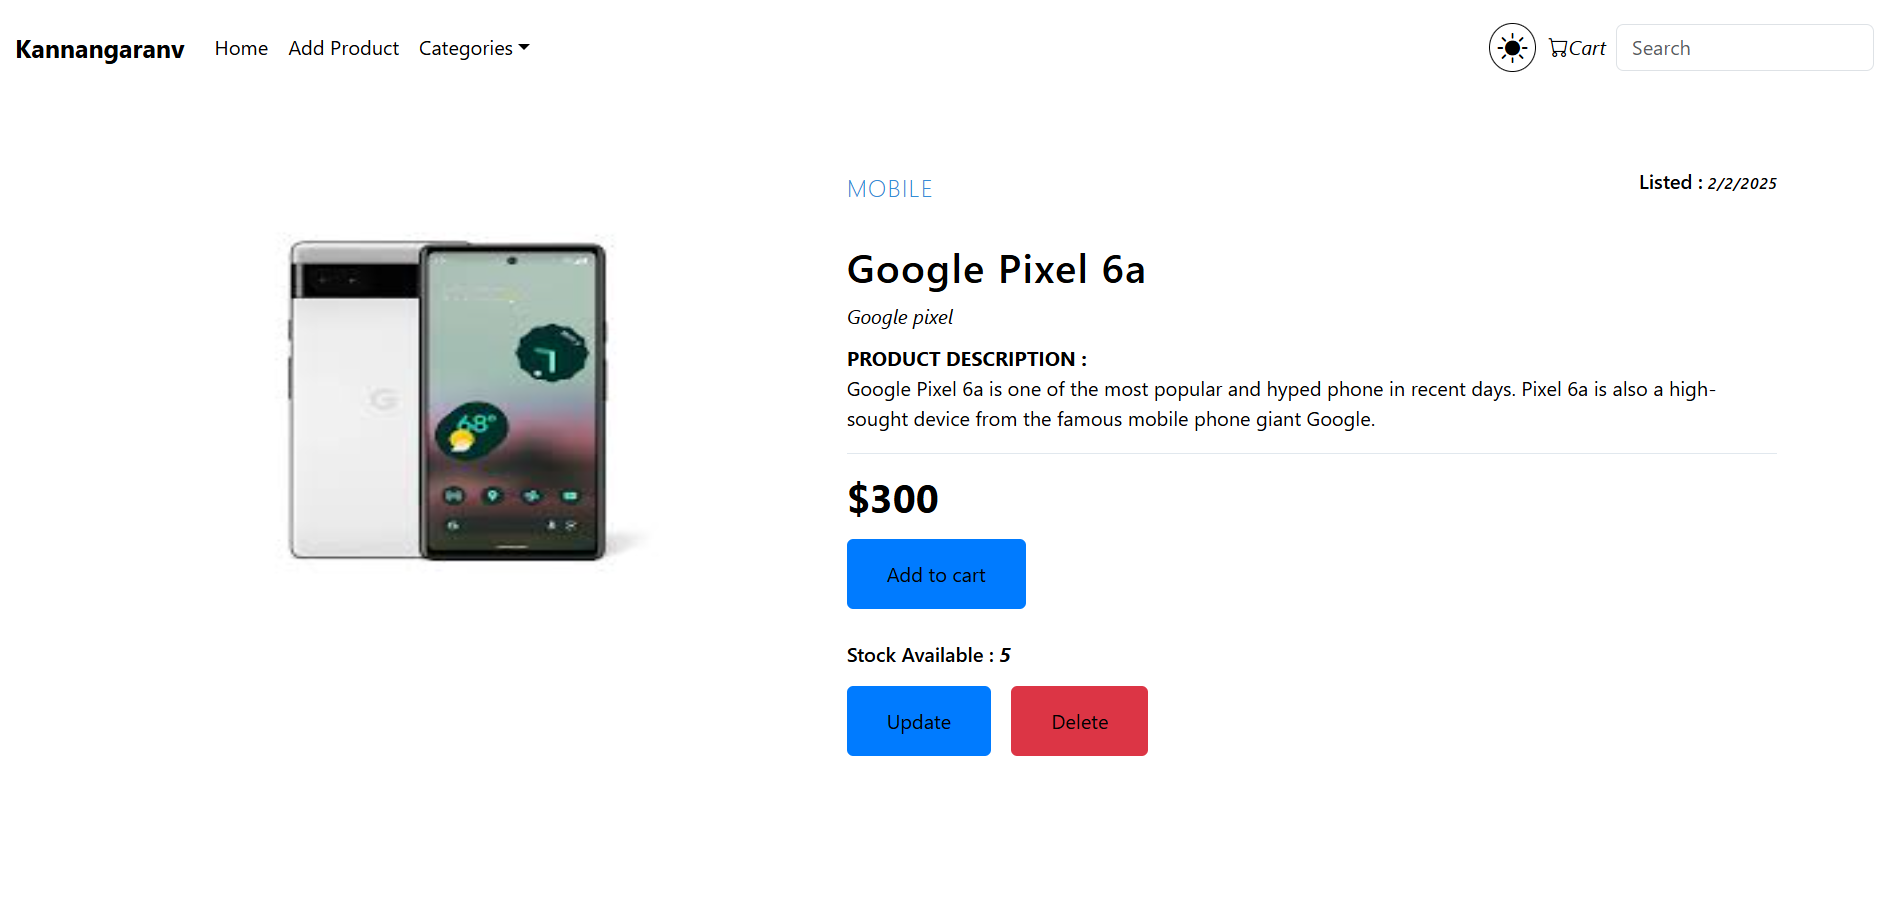 Kannangaranv Home Add Product Categories Cart Search
MOBILE
Listed : 2/2/2025
Google Pixel 6a
Google pixel
PRODUCT DESCRIPTION :
Google Pixel 6a is one of the most popular and hyped phone in recent days. Pixel 6a is also a high-
sought device from the famous mobile phone giant Google.
68°
G
$300
Add to cart
Stock Available : 5
Update Delete